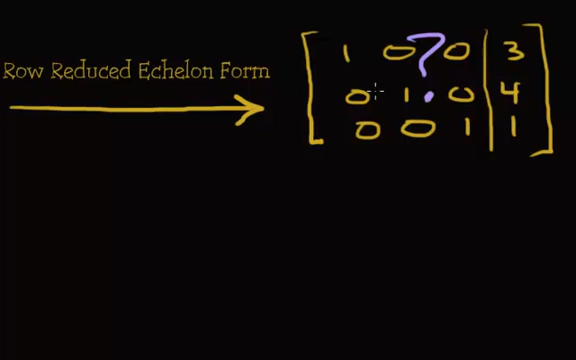 1 0 ? 0 | 3
Row Reduced Echelon Form
0 1 0 | 4
0 0 1 | 1